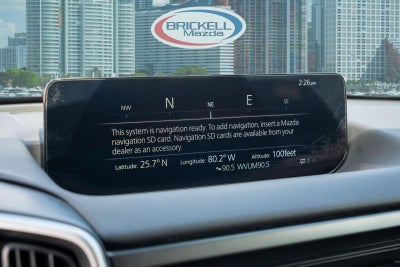 BRICKELL
Mazda
2:26pm
NW N NE E SE
This system is navigation ready. To add navigation, insert a Mazda
navigation SD card. Navigation SD cards are available from your
dealer as an accessory.
Latitude: 25.7° N Longitude: 80.2° W Altitude: 100feet
90.5 WVUM90.5